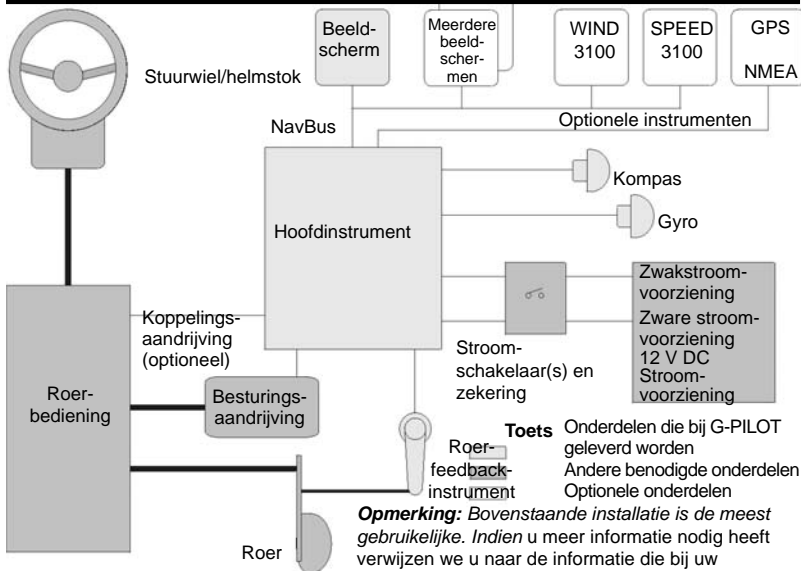 Beeld-
scherm
Meerdere
beeld-
scher-
men
WIND
3100
SPEED
3100
GPS
NMEA
Stuurwiel/helmstok
NavBus
Optionele instrumenten
Kompas
Hoofdinstrument
Gyro
Zwakstroom-
voorziening
Zware stroom-
voorziening
12 V DC
Stroom-
voorziening
Koppelings-
aandrijving
(optioneel)
Stroom-
schakelaar(s) en
zekering
Roer-
bediening
Besturings-
aandrijving
Roer-
feedback-
instrument
Toets
Onderdelen die bij G-PILOT
geleverd worden
Andere benodigde onderdelen
Optionele onderdelen
Roer
Opmerking: Bovenstaande installatie is de meest
gebruikelijke. Indien u meer informatie nodig heeft
verwijzen we u naar de informatie die bij uw